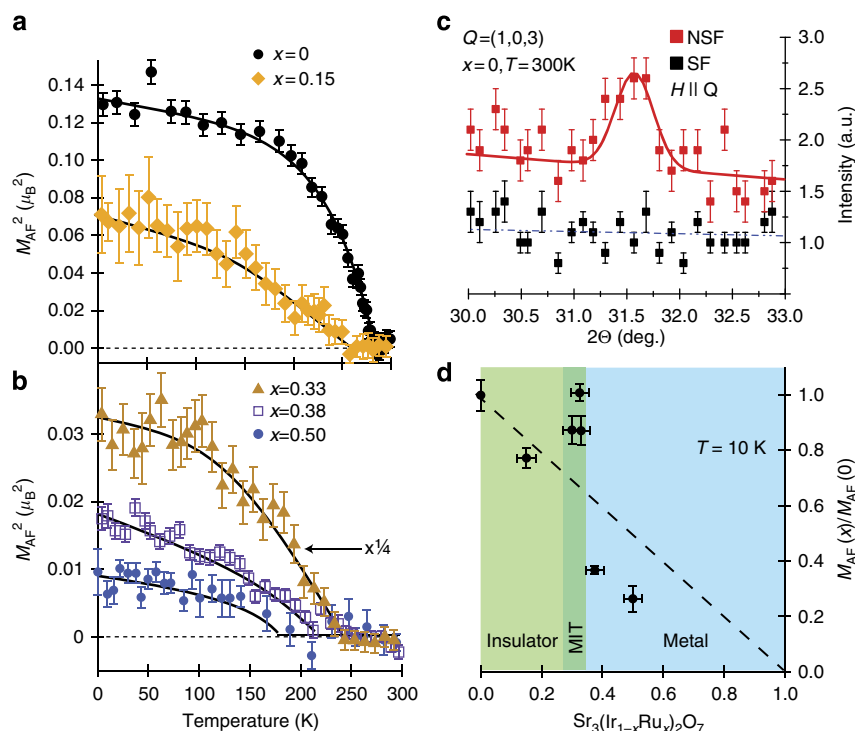 a
x=0
x=0.15
0.14
0.12
0.10
0.08
0.06
0.04
0.02
0.00
M_AF^2 (μ_B^2)
b
x=0.33
x=0.38
x=0.50
0.03
0.02
0.01
0
M_AF^2 (μ_B^2)
x¼
0 50 100 150 200 250 300
Temperature (K)
c
Q=(1,0,3)
x=0,T=300K
NSF
SF
H || Q
3.0
2.5
2.0
1.5
1.0
Intensity (a.u.)
30.0 30.5 31.0 31.5 32.0 32.5 33.0
2Θ (deg.)
d
T = 10 K
1.0
0.8
0.6
0.4
0.2
0.0
M_AF (x)/M_AF (0)
Insulator
MIT
Metal
0.0 0.2 0.4 0.6 0.8 1.0
Sr₃(Ir₁₋ₓRuₓ)₂O₇